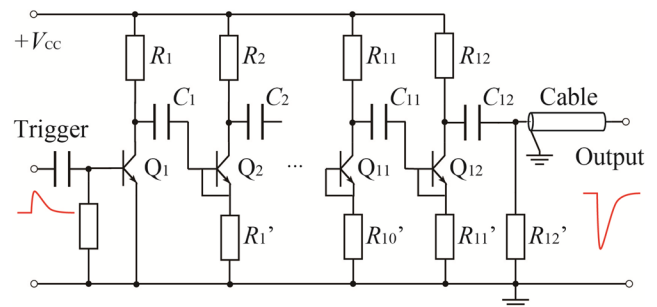 +VCC
R1
R2
R11
R12
C1
C2
C11
C12
Cable
Trigger
Q1
Q2
...
Q11
Q12
Output
R1’
R10’
R11’
R12’